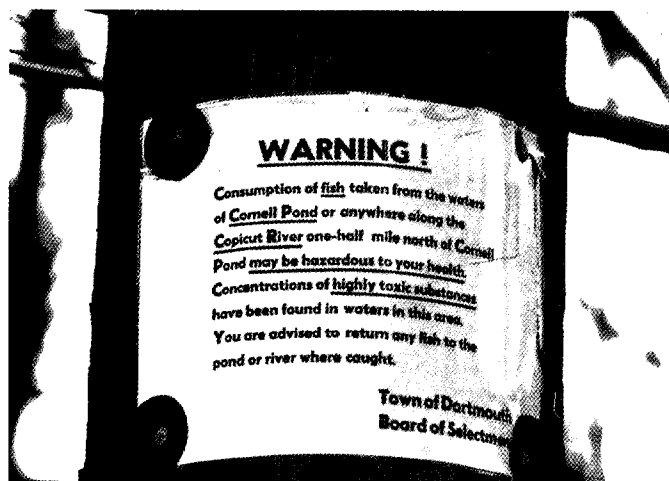 WARNING !
Consumption of fish taken from the waters
of Cornell Pond or anywhere along the
Copicut River one-half mile north of Cornell
Pond may be hazardous to your health.
Concentrations of highly toxic substances
have been found in waters in this area.
You are advised to return any fish to the
pond or river where caught.
Town of Dartmouth
Board of Selectmen